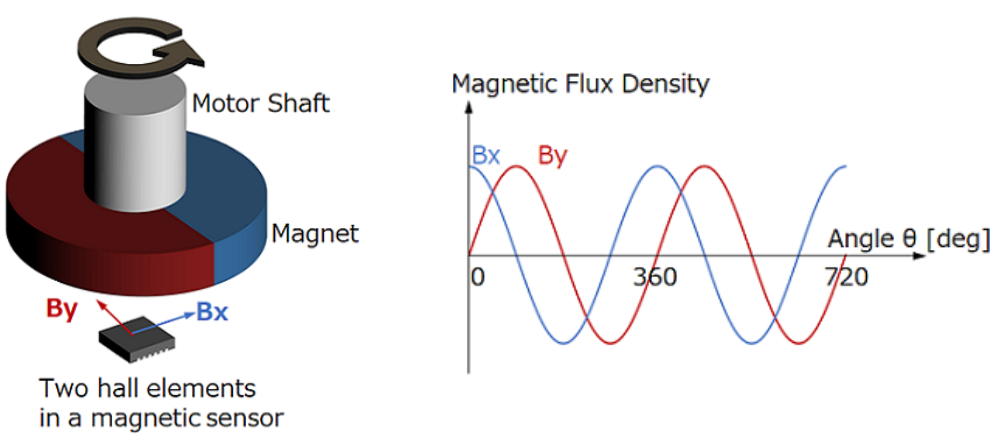 Motor Shaft
Magnet
By
Bx
Two hall elements
in a magnetic sensor
Magnetic Flux Density
Bx
By
Angle θ [deg]
0
360
720